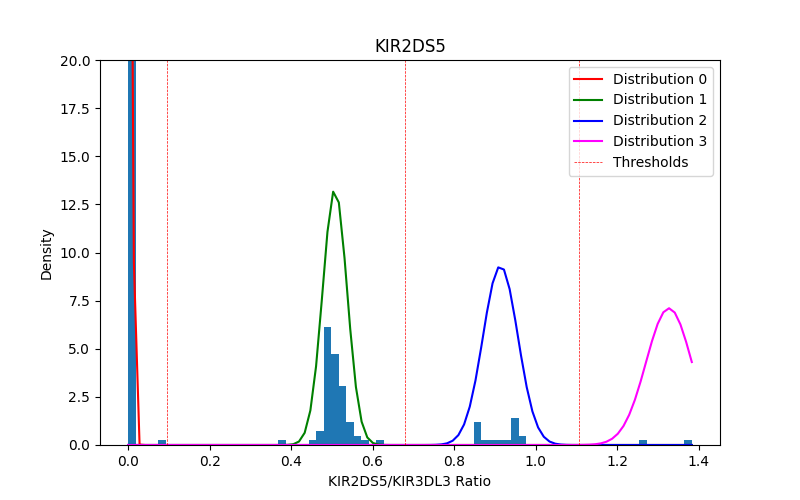 KIR2DS5
20.0
17.5
15.0
12.5
10.0
7.5
5.0
2.5
0.0
Density
Distribution 0
Distribution 1
Distribution 2
Distribution 3
Thresholds
0.0 0.2 0.4 0.6 0.8 1.0 1.2 1.4
KIR2DS5/KIR3DL3 Ratio